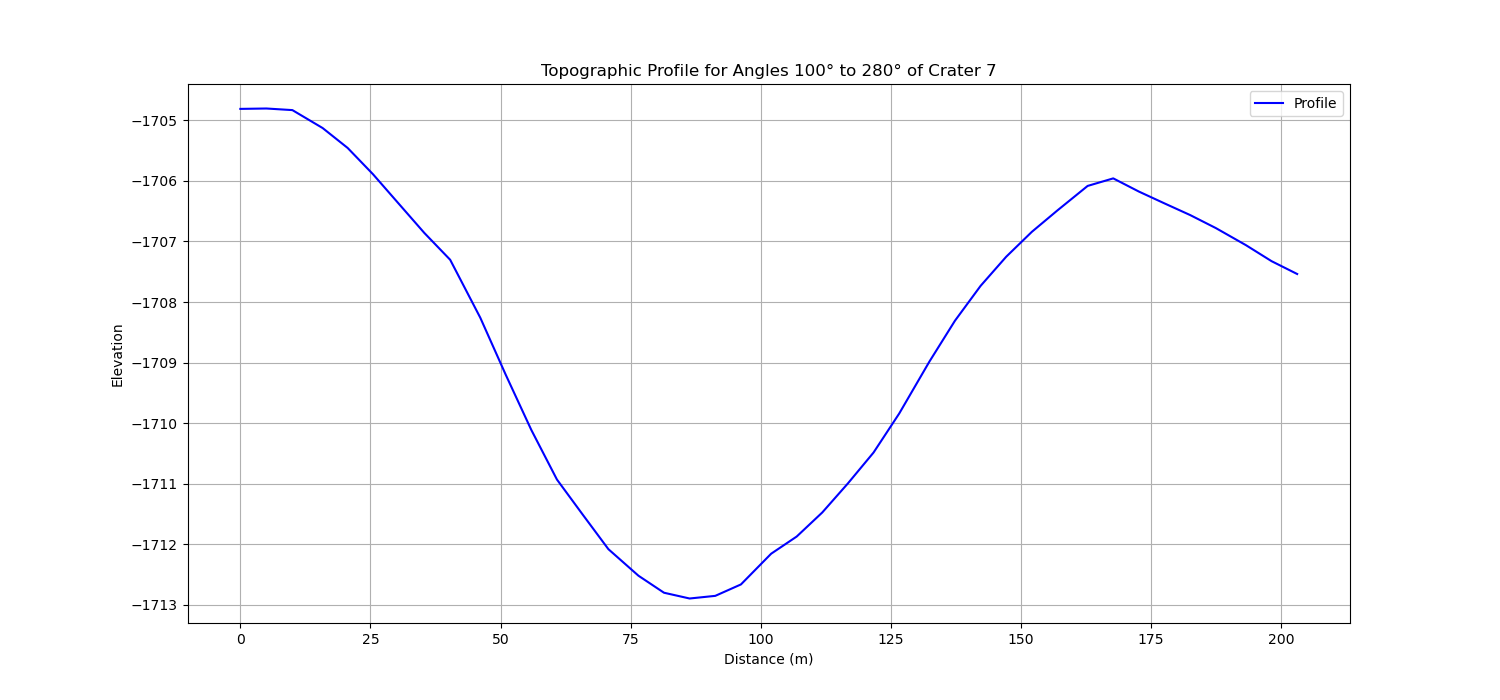 Topographic Profile for Angles 100° to 280° of Crater 7
Profile
−1705
−1706
−1707
−1708
−1709
−1710
−1711
−1712
−1713
Elevation
0 25 50 75 100 125 150 175 200
Distance (m)